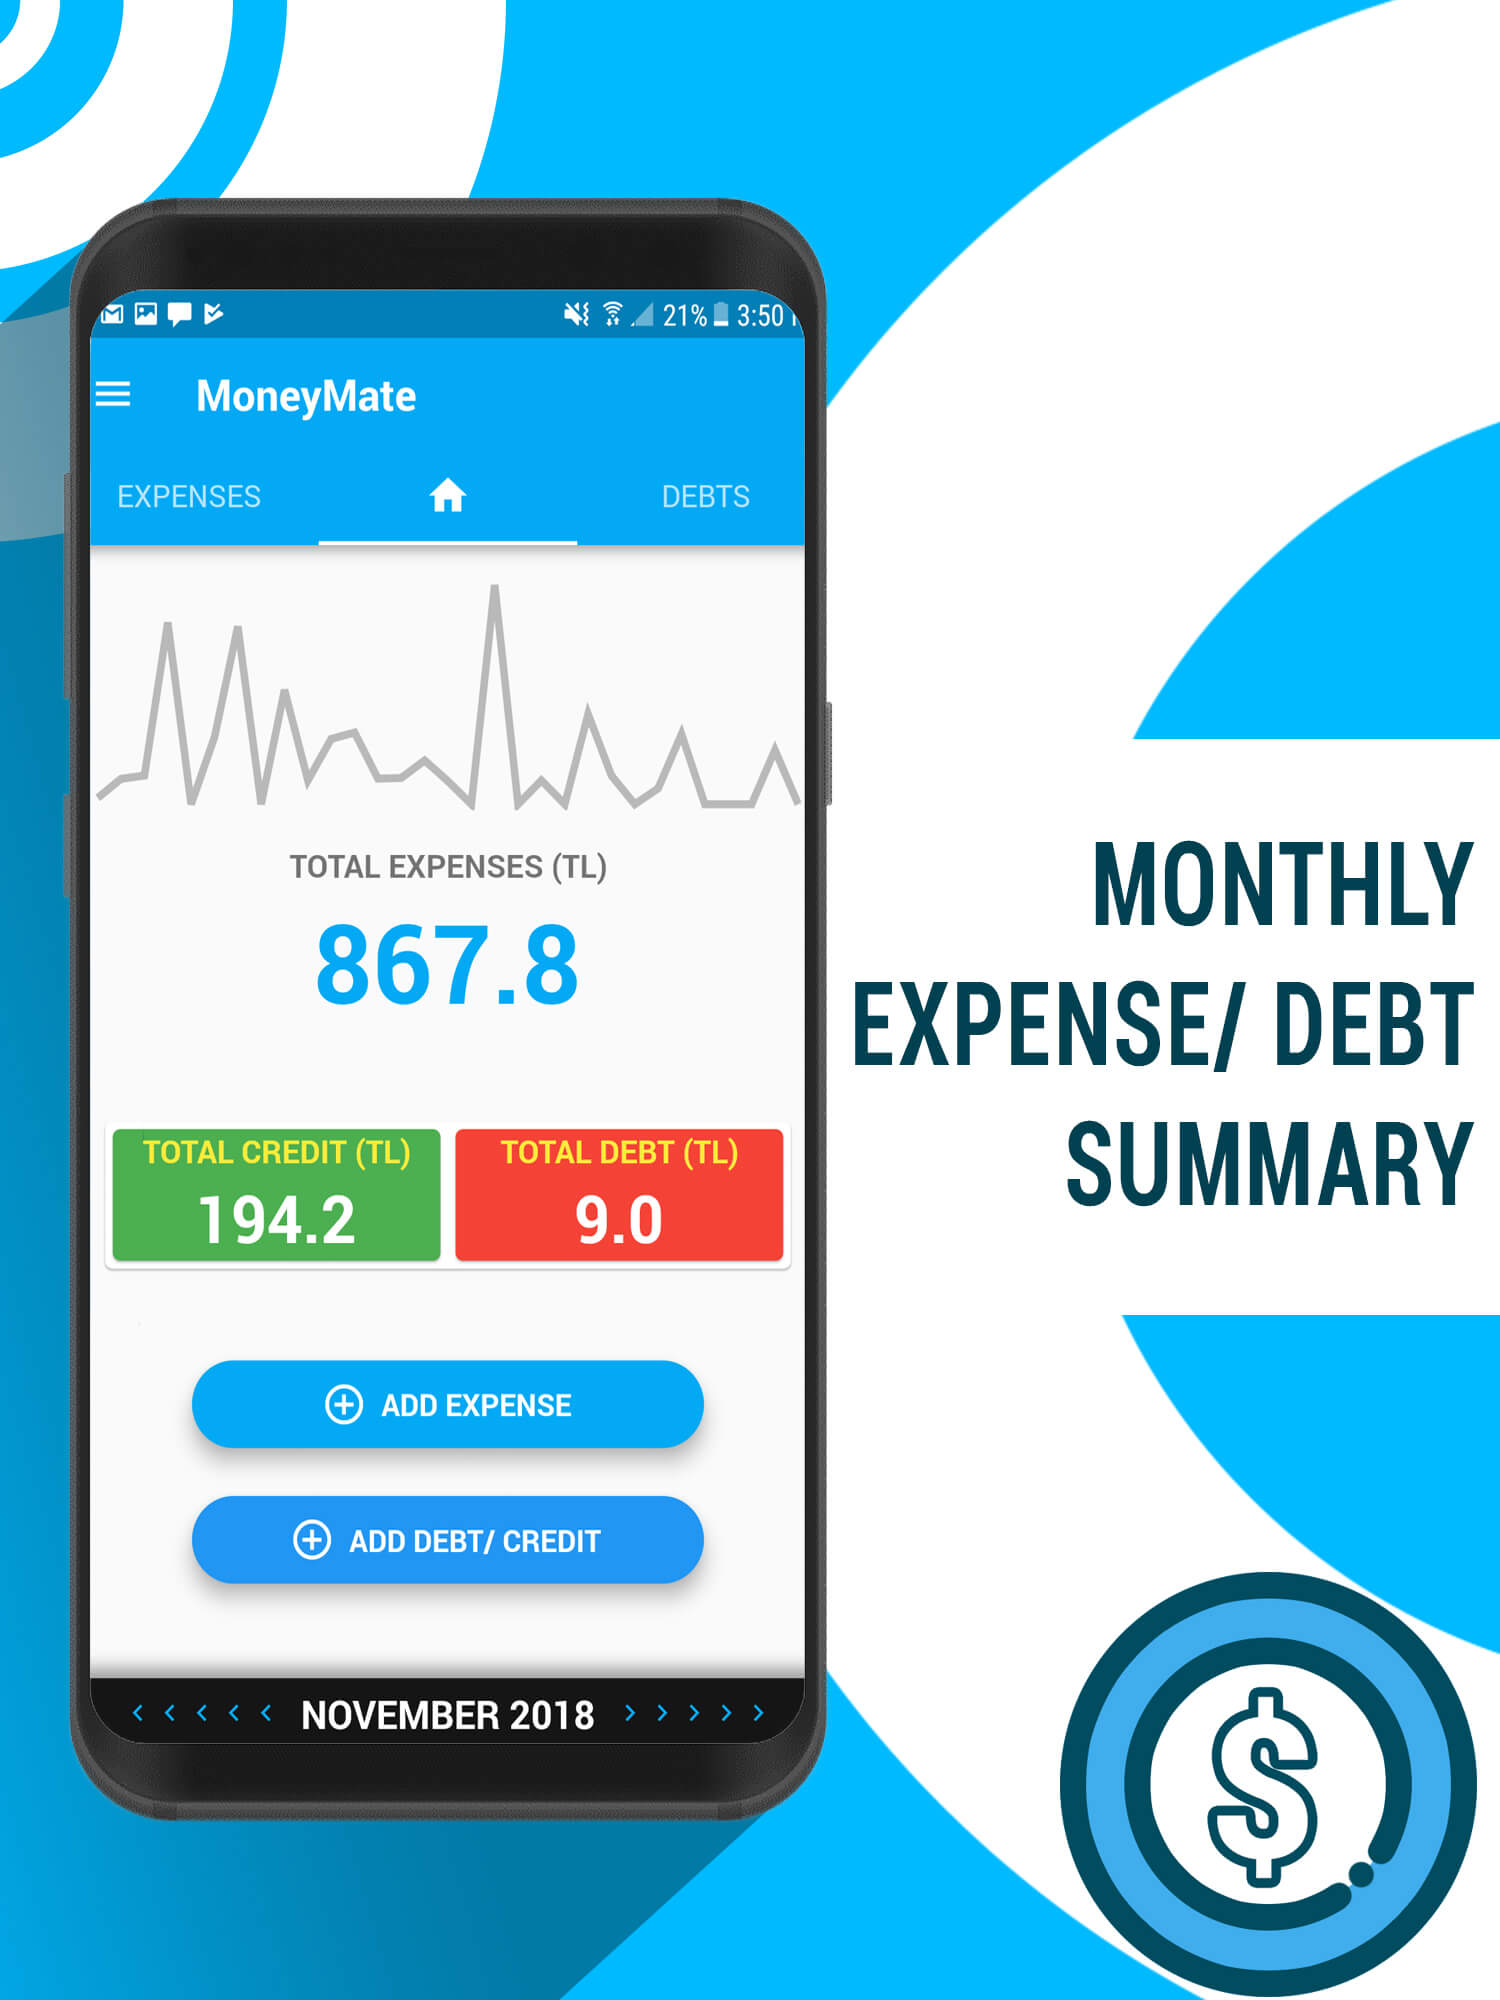 21% 3:50
MoneyMate
EXPENSES
DEBTS
TOTAL EXPENSES (TL)
867.8
TOTAL CREDIT (TL)
194.2
TOTAL DEBT (TL)
9.0
ADD EXPENSE
ADD DEBT/ CREDIT
NOVEMBER 2018
MONTHLY
EXPENSE/ DEBT
SUMMARY